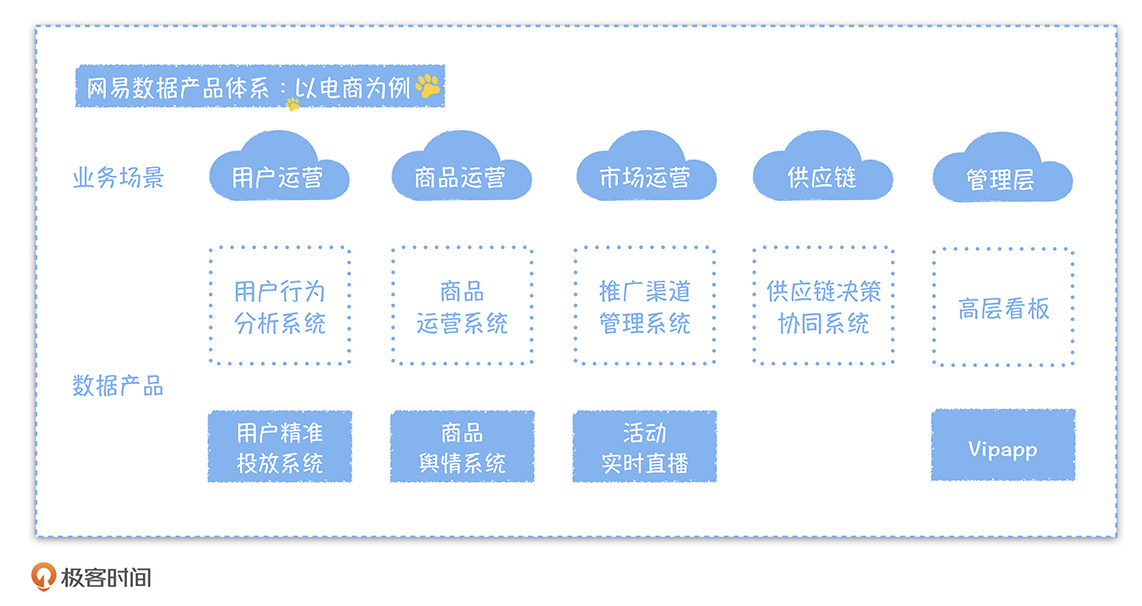 网易数据产品体系：以电商为例
业务场景
用户运营
商品运营
市场运营
供应链
管理层
数据产品
用户行为
分析系统
商品
运营系统
推广渠道
管理系统
供应链决策
协同系统
高层看板
用户精准
投放系统
商品
舆情系统
活动
实时直播
Vipapp
极客时间